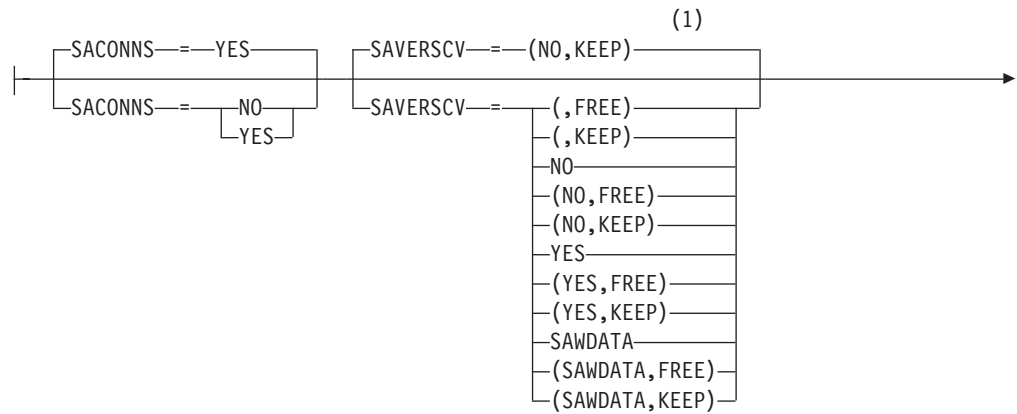 (1)
SACONNS = YES SAVERSCV = (NO,KEEP)
SACONNS = NO SAVERSCV = (,FREE)
YES (,KEEP)
NO
(NO,FREE)
(NO,KEEP)
YES
(YES,FREE)
(YES,KEEP)
SAWDATA
(SAWDATA,FREE)
(SAWDATA,KEEP)